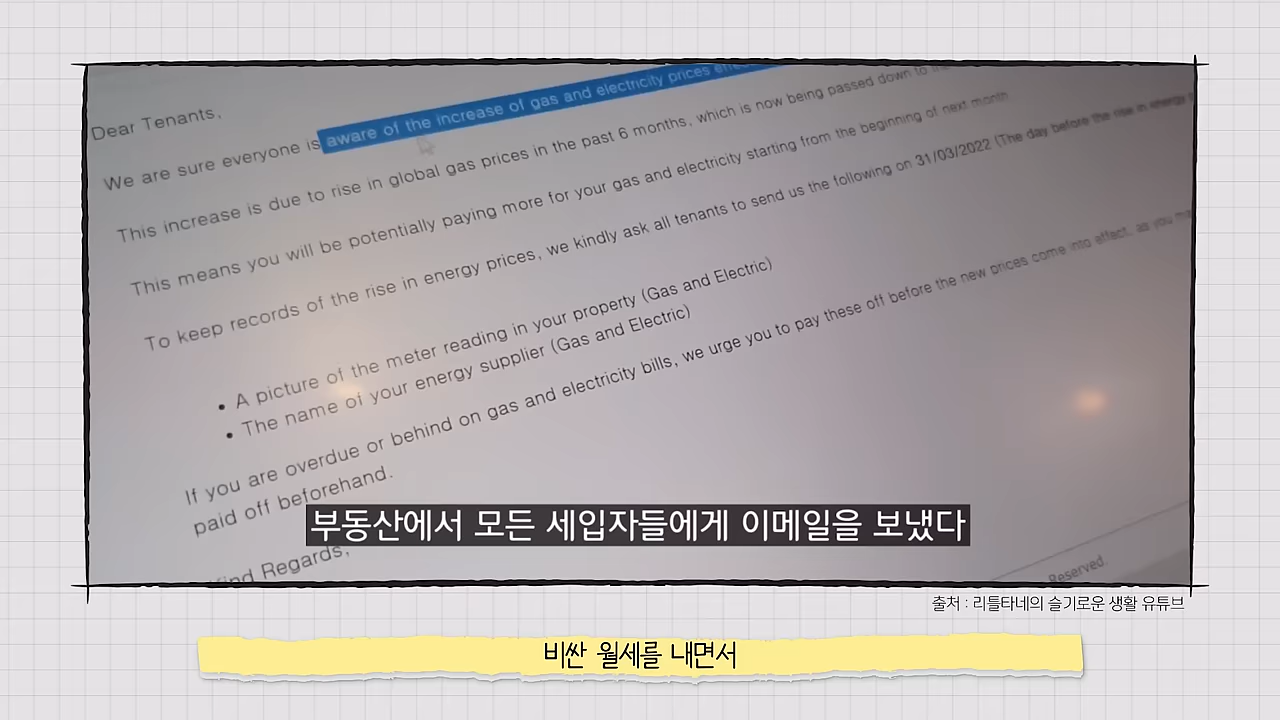 Dear Tenants,
We are sure everyone is aware of the increase of gas and electricity prices
This increase is due to rise in global gas prices in the past 6 months, which is now being passed down to
This means you will be potentially paying more for your gas and electricity starting from the beginning of next month
To keep records of the rise in energy prices, we kindly ask all tenants to send us the following on 31/03/2022 (The day before the rise in energy
• A picture of the meter reading in your property (Gas and Electric)
• The name of your energy supplier (Gas and Electric)
If you are overdue or behind on gas and electricity bills, we urge you to pay these off before the new prices come into effect, as you
paid off beforehand.
Kind Regards,
Reserved.
부동산에서 모든 세입자들에게 이메일을 보냈다
출처 : 리틀타네의 슬기로운 생활 유튜브
비싼 월세를 내면서